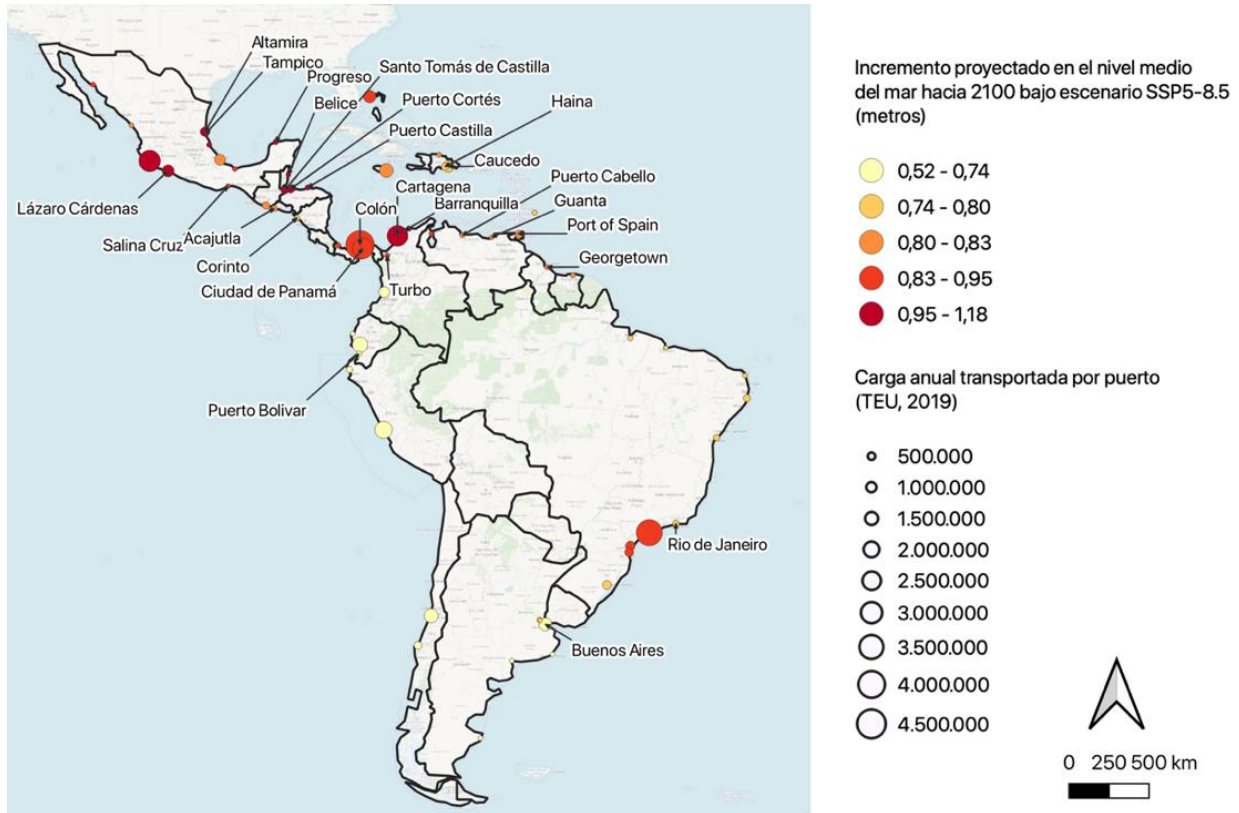 Altamira
Tampico
Progreso
Santo Tomás de Castilla
Belice
Puerto Cortés
Haina
Puerto Castilla
Caucedo
Cartagena
Puerto Cabello
Lázaro Cárdenas
Colón
Barranquilla
Guanta
Salina Cruz
Acajutla
Port of Spain
Corinto
Georgetown
Ciudad de Panamá
Turbo
Puerto Bolivar
Rio de Janeiro
Buenos Aires
Incremento proyectado en el nivel medio
del mar hacia 2100 bajo escenario SSP5-8.5
(metros)
0,52 - 0,74
0,74 - 0,80
0,80 - 0,83
0,83 - 0,95
0,95 - 1,18
Carga anual transportada por puerto
(TEU, 2019)
500.000
1.000.000
1.500.000
2.000.000
2.500.000
3.000.000
3.500.000
4.000.000
4.500.000
0 250 500 km